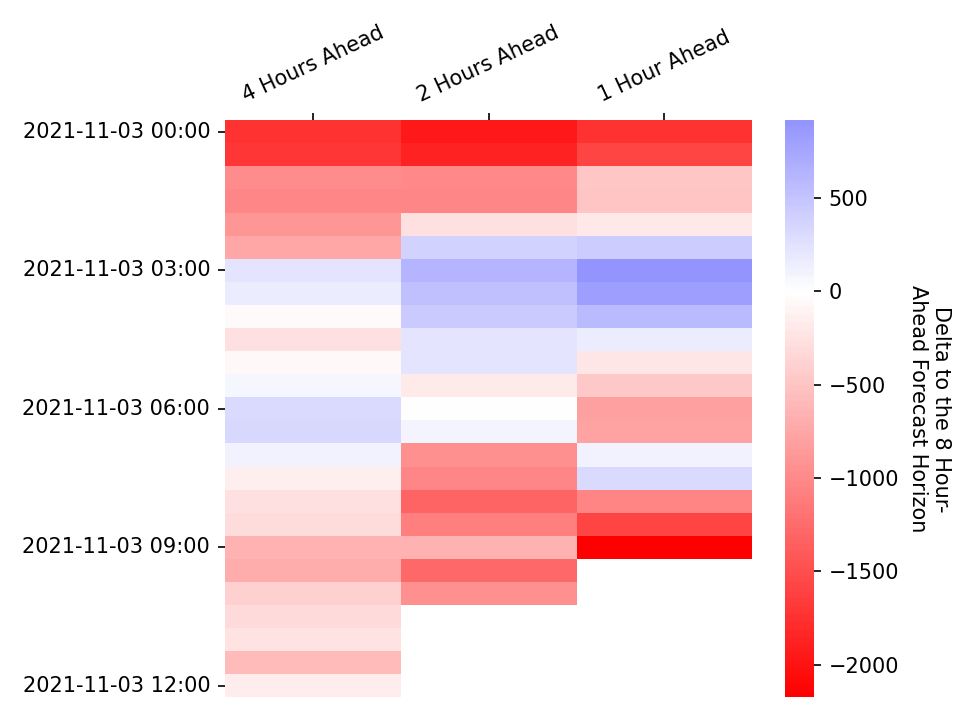 4 Hours Ahead
2 Hours Ahead
1 Hour Ahead
2021-11-03 00:00
2021-11-03 03:00
2021-11-03 06:00
2021-11-03 09:00
2021-11-03 12:00
500
0
−500
−1000
−1500
−2000
Delta to the 8 Hour-
Ahead Forecast Horizon